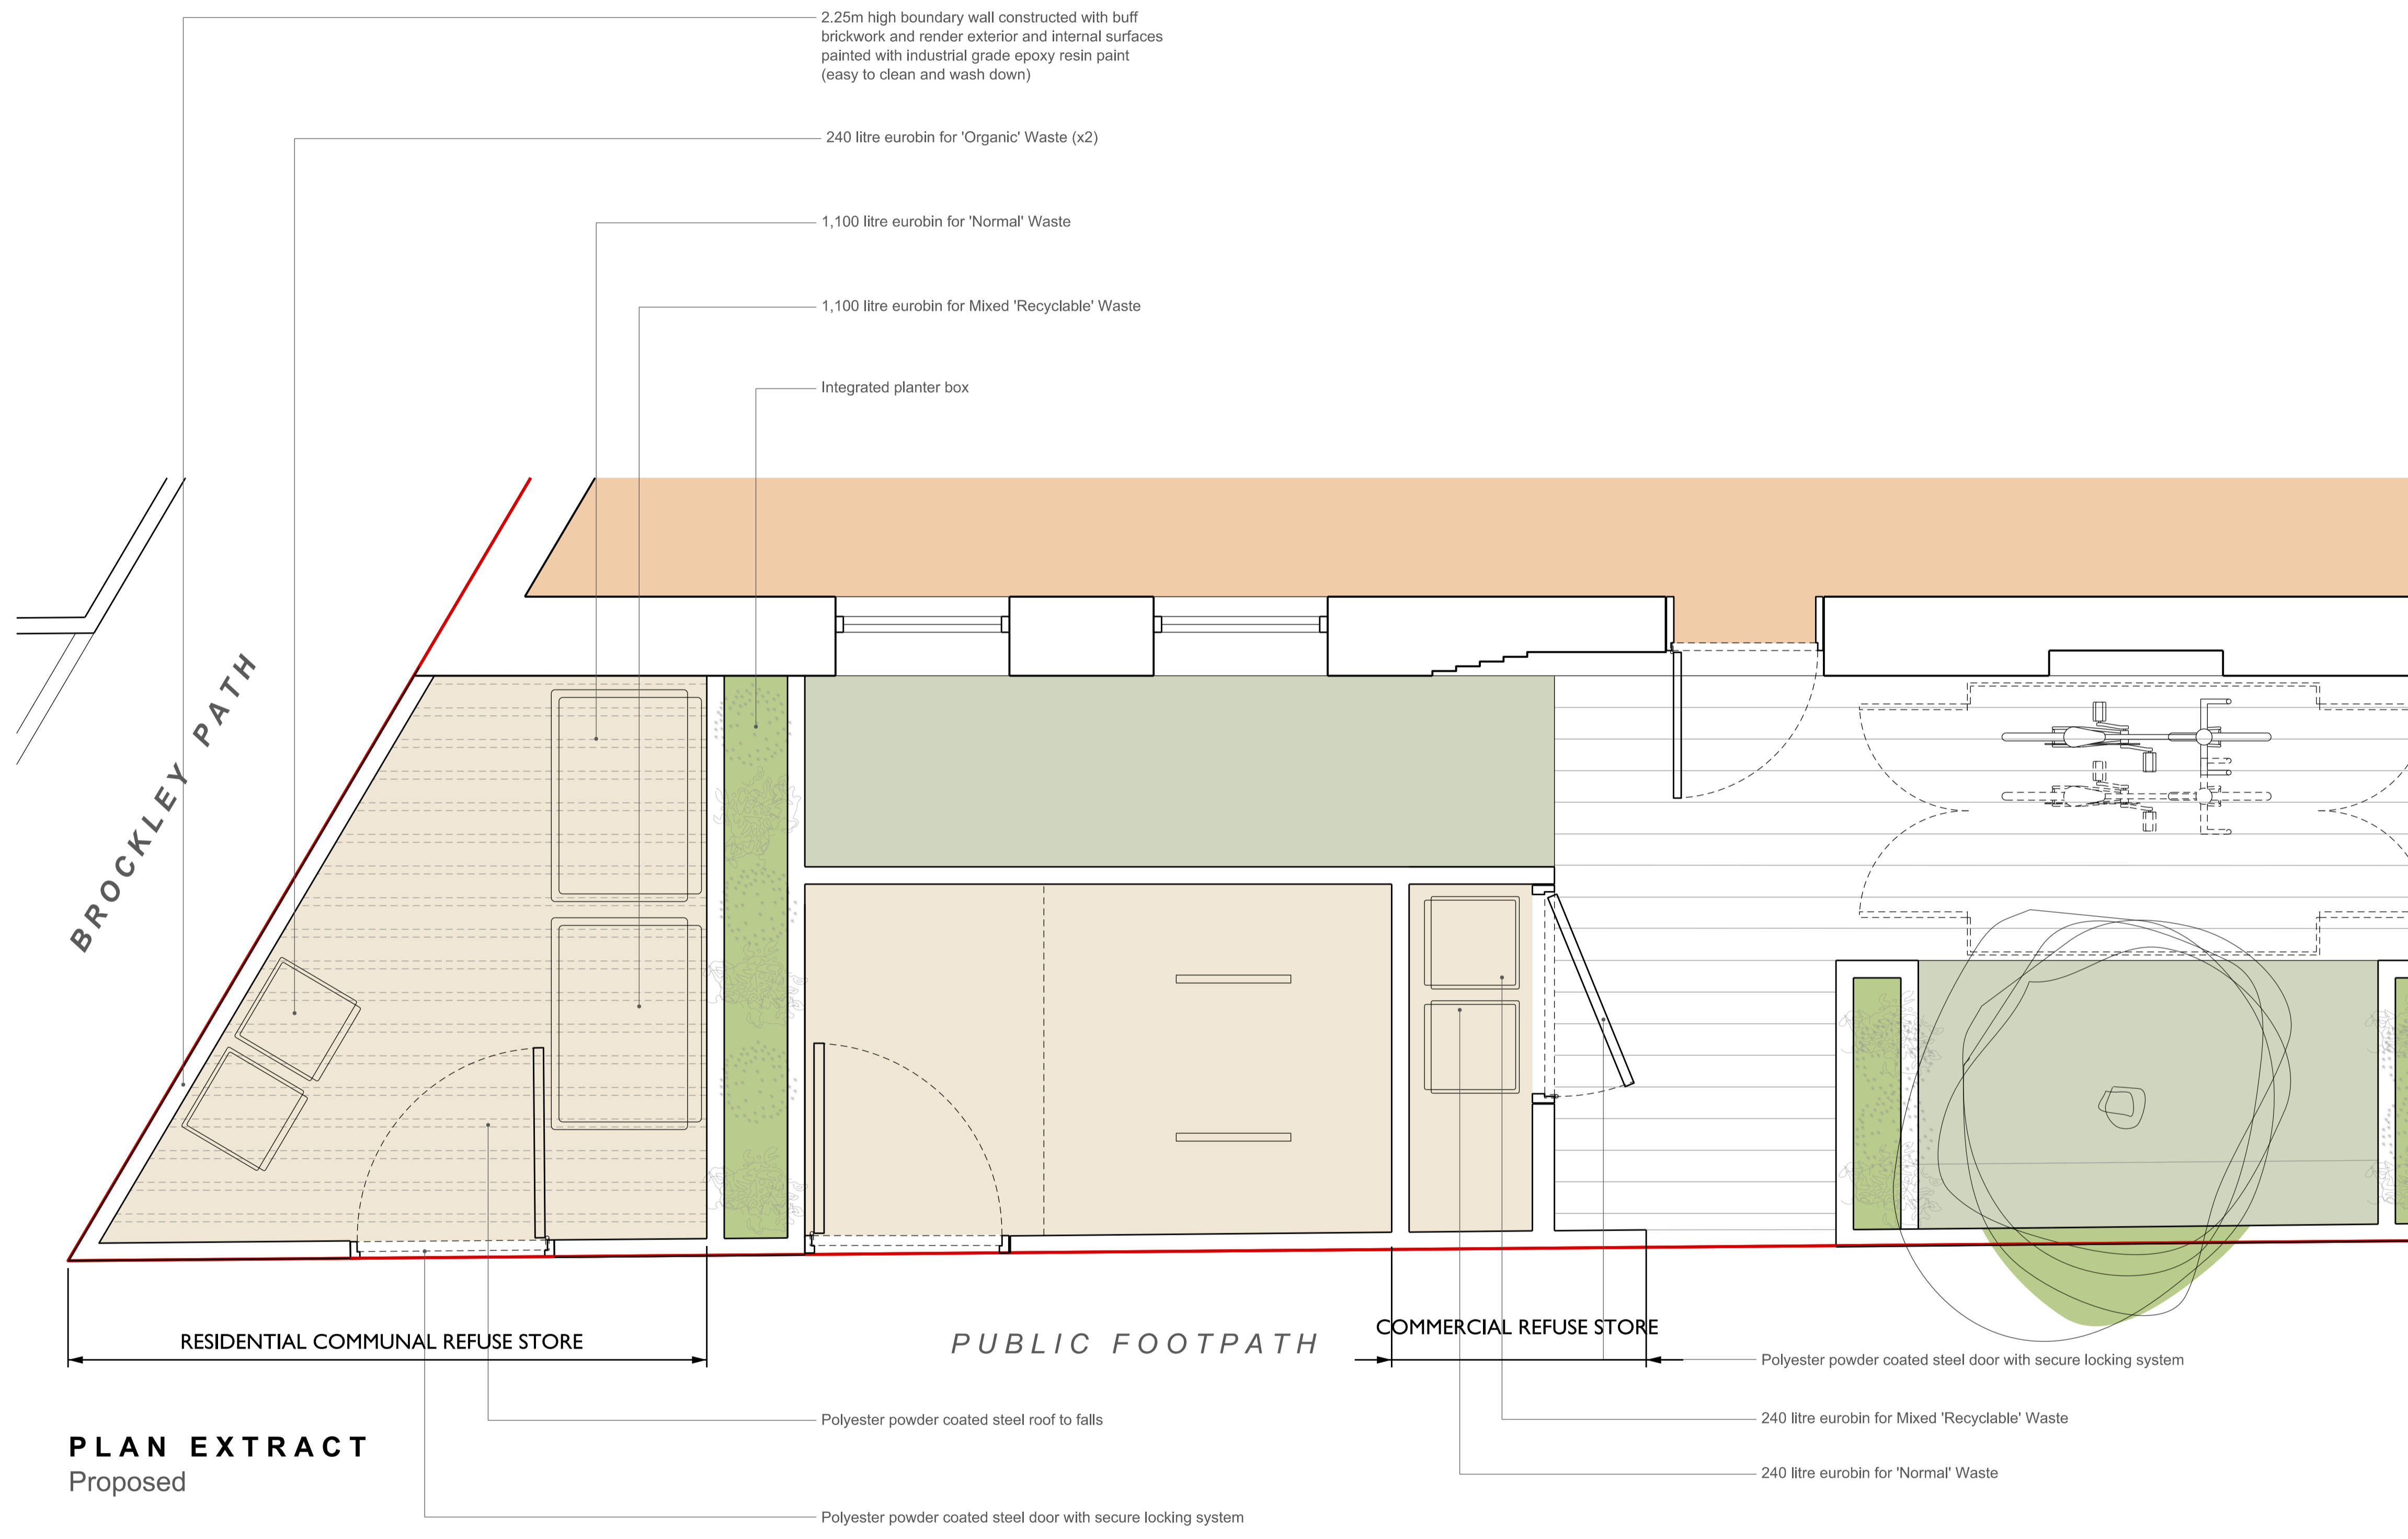 2.25m high boundary wall constructed with buff
brickwork and render exterior and internal surfaces
painted with industrial grade epoxy resin paint
(easy to clean and wash down)
240 litre eurobin for 'Organic' Waste (x2)
1,100 litre eurobin for 'Normal' Waste
1,100 litre eurobin for Mixed 'Recyclable' Waste
Integrated planter box
BROCKLEY PATH
RESIDENTIAL COMMUNAL REFUSE STORE
PUBLIC FOOTPATH
COMMERCIAL REFUSE STORE
Polyester powder coated steel door with secure locking system
Polyester powder coated steel roof to falls
240 litre eurobin for Mixed 'Recyclable' Waste
PLAN EXTRACT
Proposed
240 litre eurobin for 'Normal' Waste
Polyester powder coated steel door with secure locking system